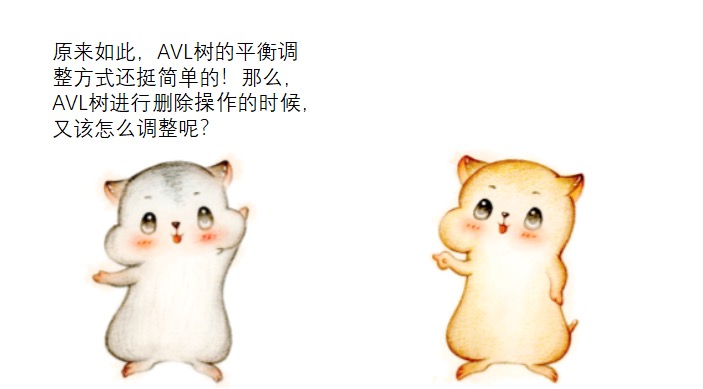 原来如此，AVL树的平衡调
整方式还挺简单的！那么，
AVL树进行删除操作的时候，
又该怎么调整呢？